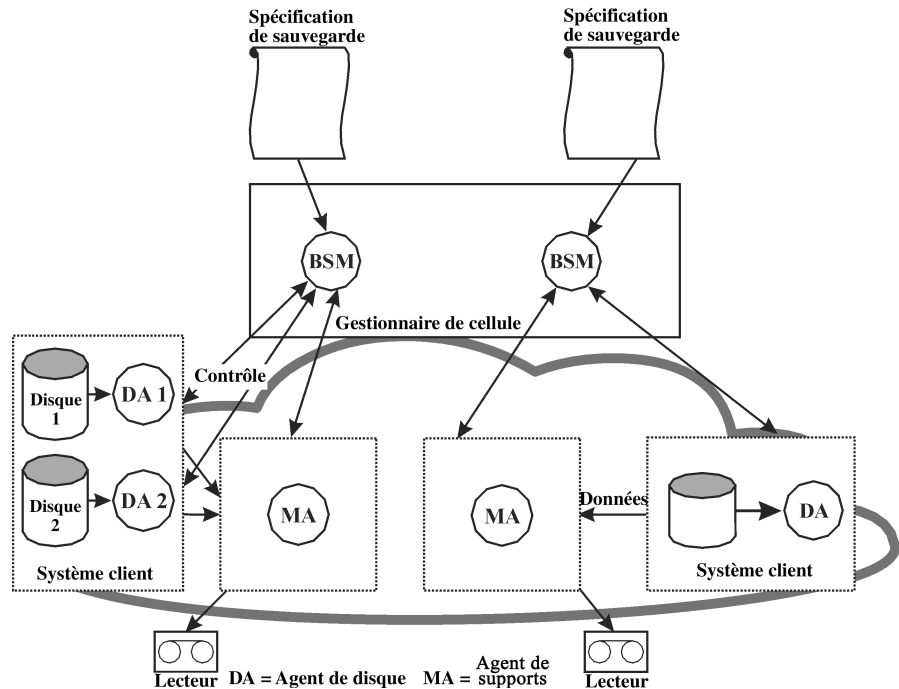 Spécification
de sauvegarde
Spécification
de sauvegarde
BSM
BSM
Gestionnaire de cellule
Contrôle
Disque
1
DA 1
Disque
2
DA 2
Système client
MA
MA
Données
DA
Système client
Lecteur
DA = Agent de disque
MA = Agent de
supports
Lecteur